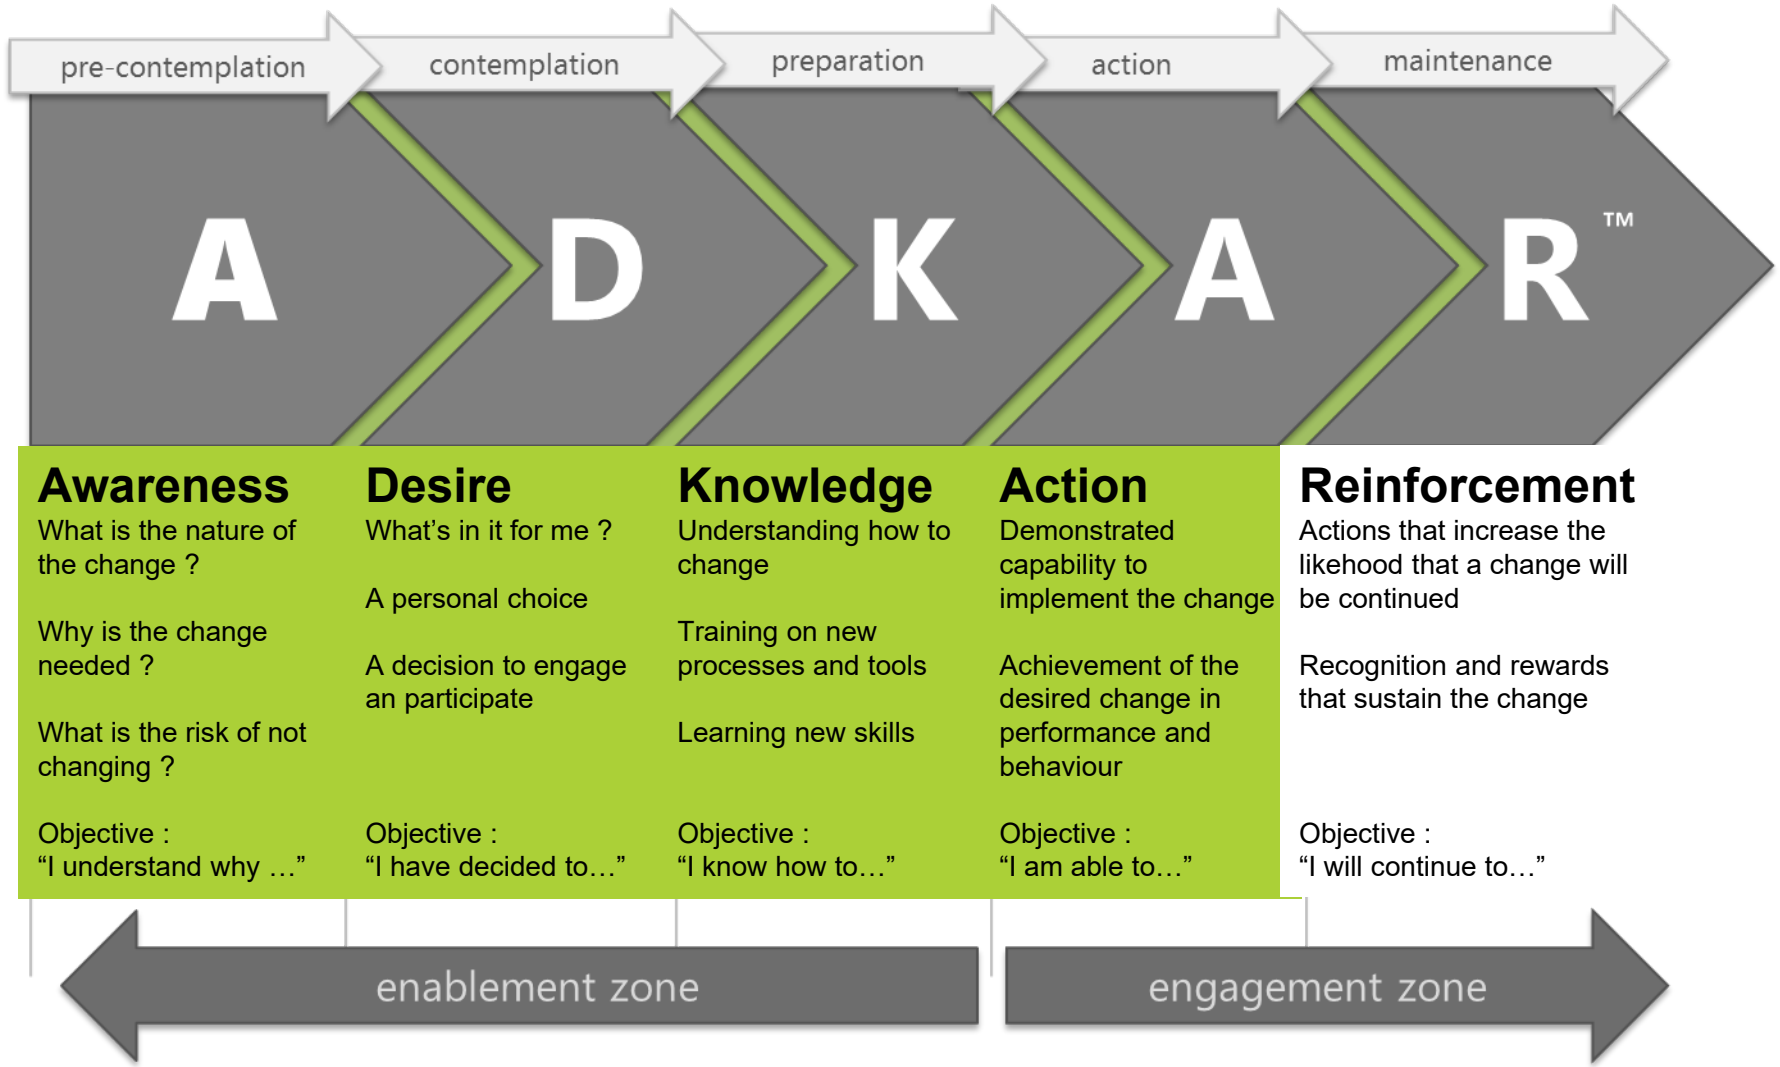 pre-contemplation
contemplation
preparation
action
maintenance
A
D
K
A
R™
Awareness
What is the nature of
the change ?
Why is the change
needed ?
What is the risk of not
changing ?
Objective :
“I understand why …”
Desire
What’s in it for me ?
A personal choice
A decision to engage
an participate
Objective :
“I have decided to…”
Knowledge
Understanding how to
change
Training on new
processes and tools
Learning new skills
Objective :
“I know how to…”
Action
Demonstrated
capability to
implement the change
Achievement of the
desired change in
performance and
behaviour
Objective :
“I am able to…”
Reinforcement
Actions that increase the
likehood that a change will
be continued
Recognition and rewards
that sustain the change
Objective :
“I will continue to…”
enablement zone
engagement zone